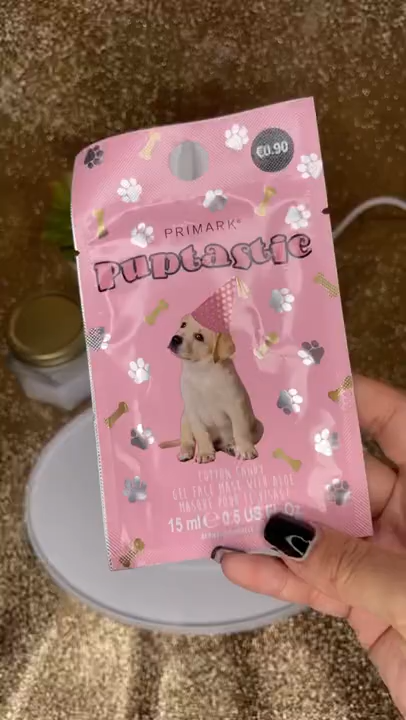 €0.90
PRIMARK®
Puptastic
COTTON CANDY
GEL FACE MASK WITH ALOE
MASQUE POUR LE VISAGE
15 ml e 0.5 US FL Oz